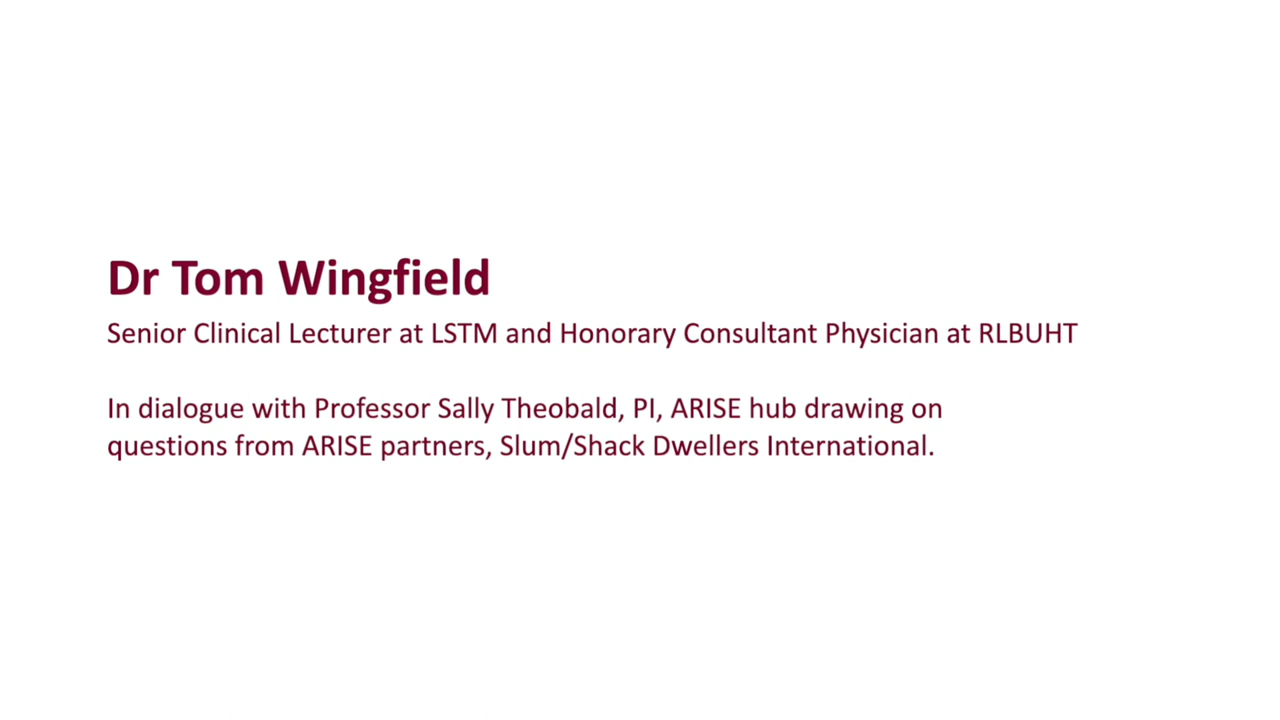 Dr Tom Wingfield
Senior Clinical Lecturer at LSTM and Honorary Consultant Physician at RLBUHT
In dialogue with Professor Sally Theobald, PI, ARISE hub drawing on
questions from ARISE partners, Slum/Shack Dwellers International.